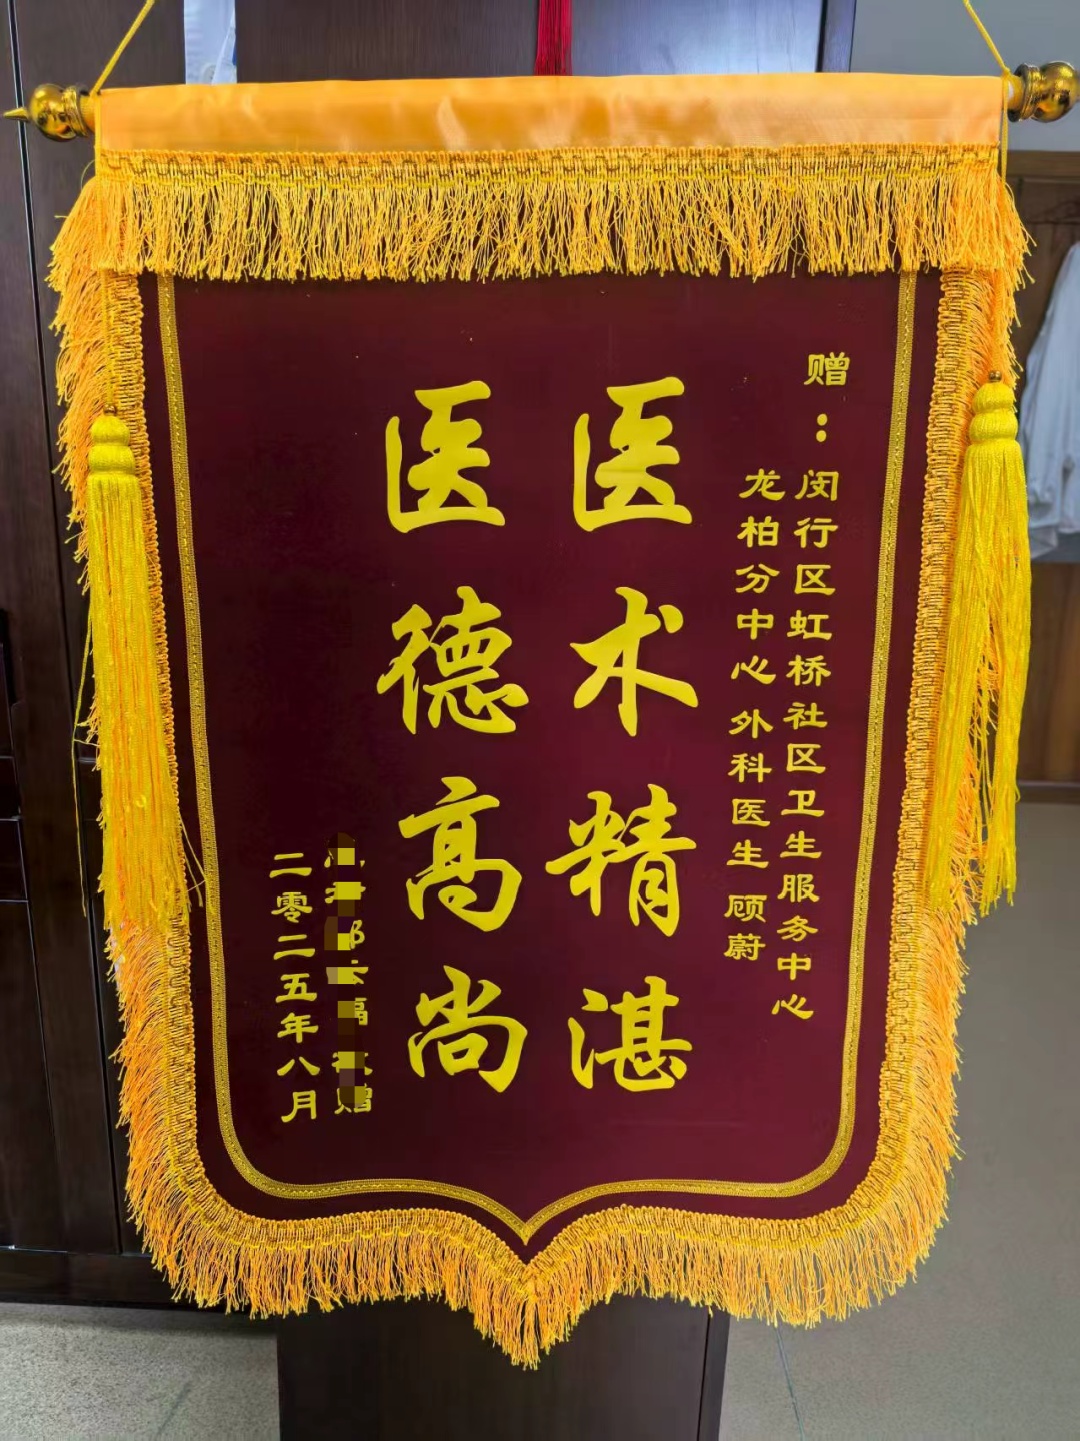 赠：闵行区虹桥社区卫生服务中心
龙柏分中心 外科医生 顾蔚
医术精湛
医德高尚
赠
二零二五年八月